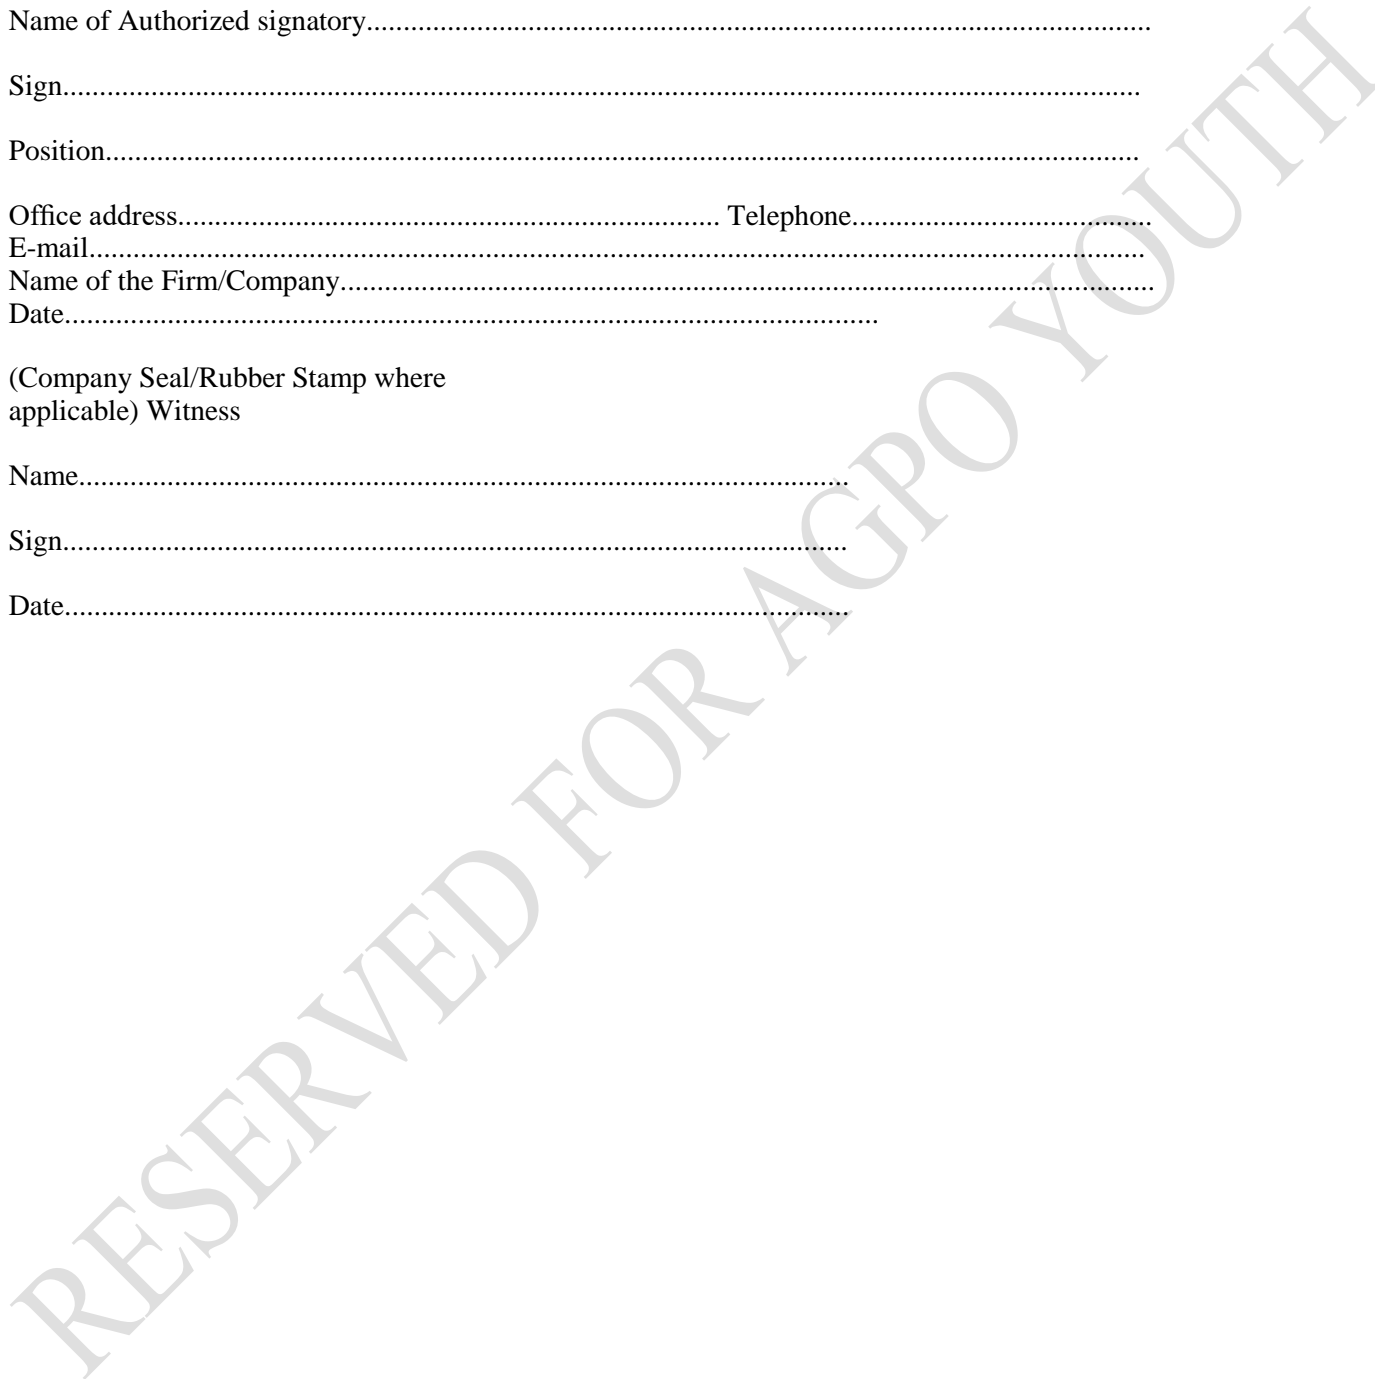 Name of Authorized signatory..........................................................................................................
Sign.................................................................................................................................................
Position...........................................................................................................................................
Office address......................................................................... Telephone........................................
E-mail..............................................................................................................................................
Name of the Firm/Company..............................................................................................................
Date..............................................................................................................
(Company Seal/Rubber Stamp where
applicable) Witness
Name........................................................................................................
Sign..........................................................................................................
Date..........................................................................................................
RESERVED FOR AGPO YOUTH